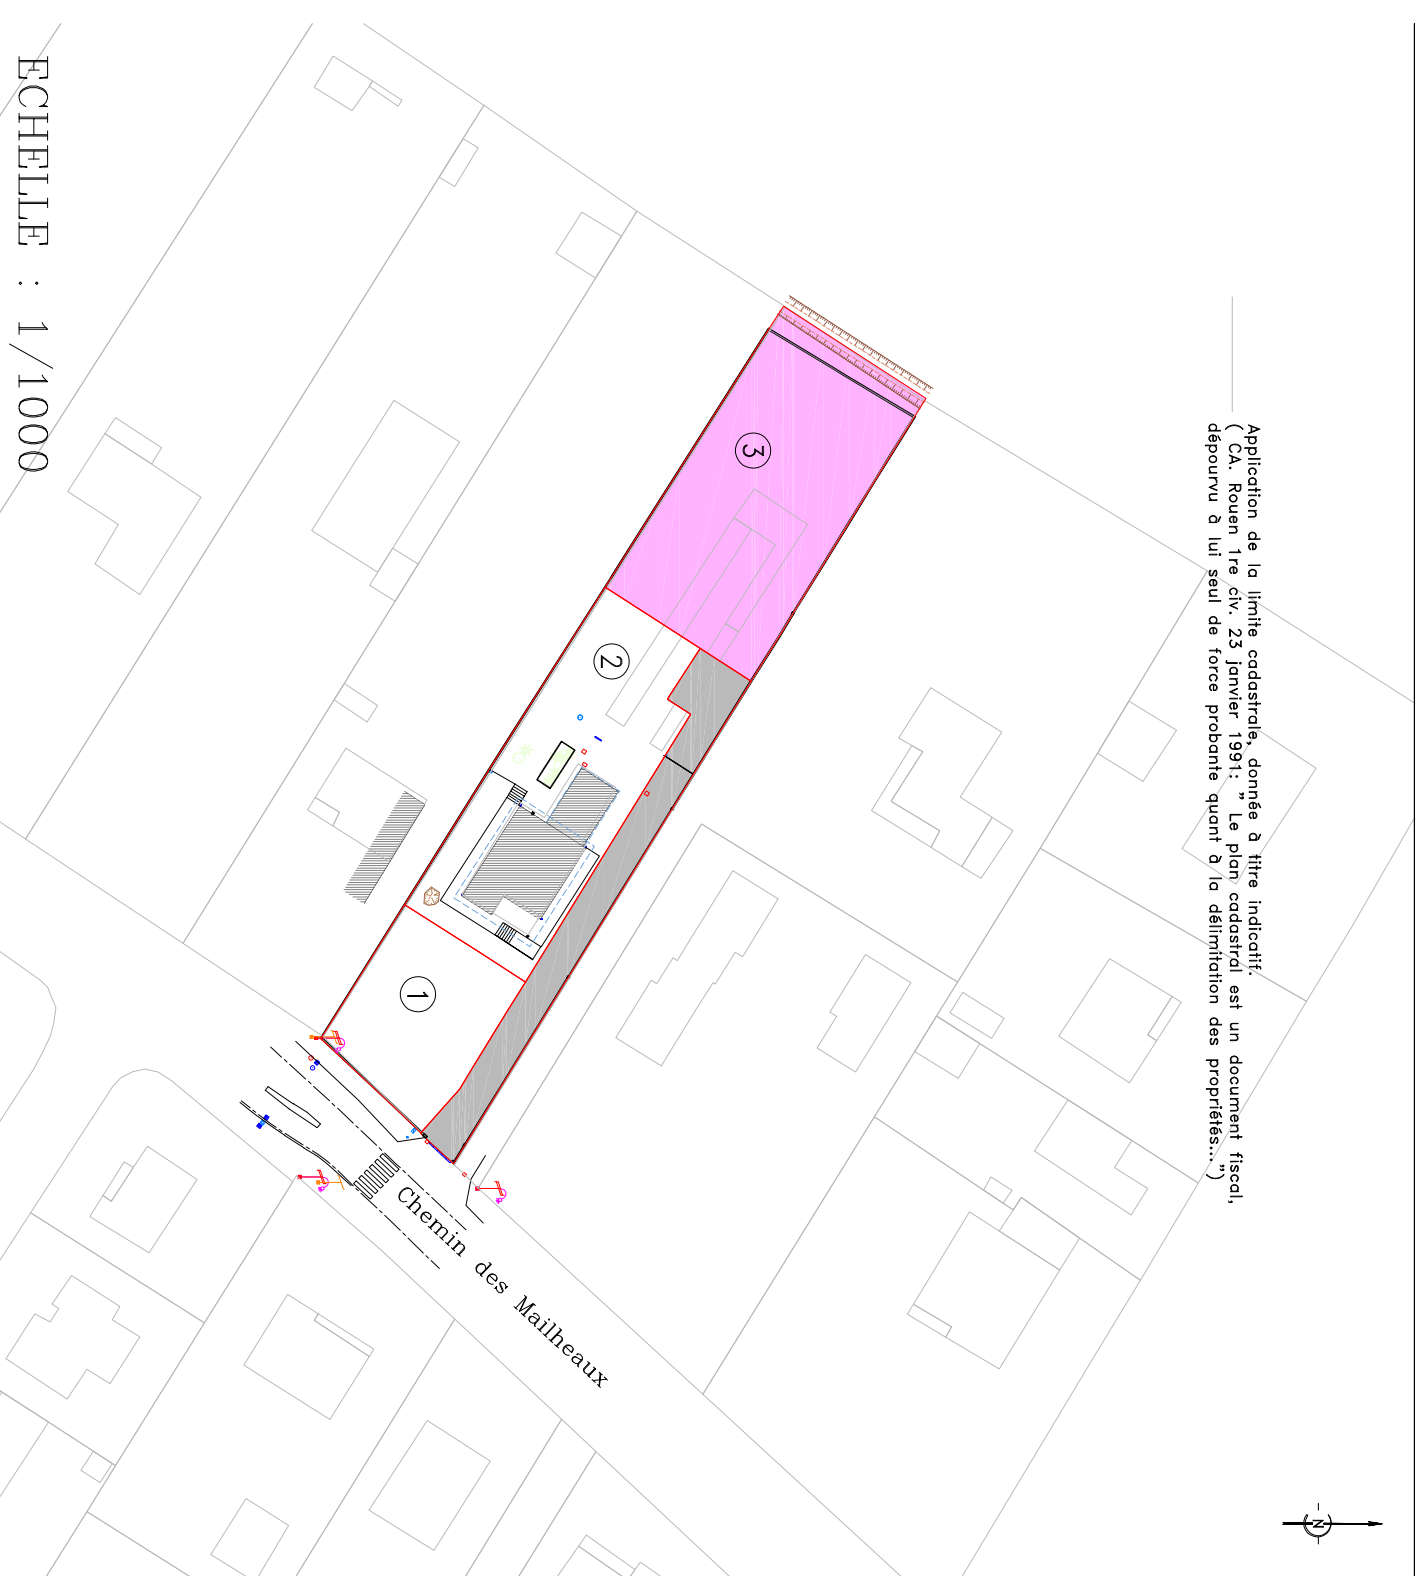 ECHELLE : 1/1000
Application de la limite cadastrale, donnée à titre indicatif.
( CA. Rouen 1re civ. 23 janvier 1991: " Le plan cadastral est un document fiscal,
dépourvu à lui seul de force probante quant à la délimitation des propriétés... ")
3
2
1
Chemin des Mailheaux
N